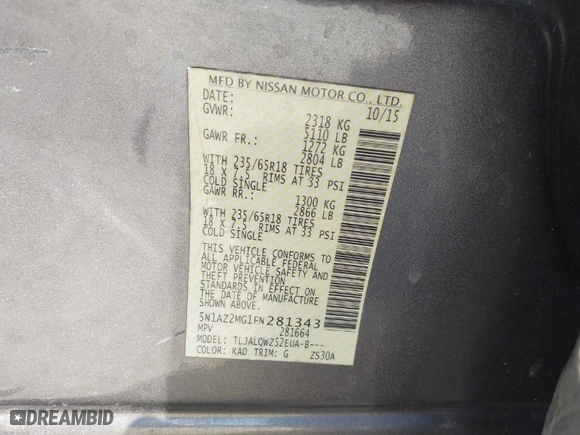 MFD BY NISSAN MOTOR CO., LTD.
DATE: 10/15
GVWR: 2318 KG
5110 LB
GAWR FR.: 1272 KG
2804 LB
WITH 235/65R18 TIRES
18 X 7.5 RIMS AT 33 PSI
COLD SINGLE
GAWR RR.: 1300 KG
2866 LB
WITH 235/65R18 TIRES
18 X 7.5 RIMS AT 33 PSI
COLD SINGLE
THIS VEHICLE CONFORMS TO
ALL APPLICABLE FEDERAL
MOTOR VEHICLE SAFETY AND
THEFT PREVENTION
STANDARDS IN EFFECT ON
THE DATE OF MANUFACTURE
SHOWN ABOVE.
5N1AZ2MG1FN281343
MPV 281664
MODEL: TLJALQWZ52EUA-B---
COLOR: KAD TRIM: G ZS30A
DREAMBID